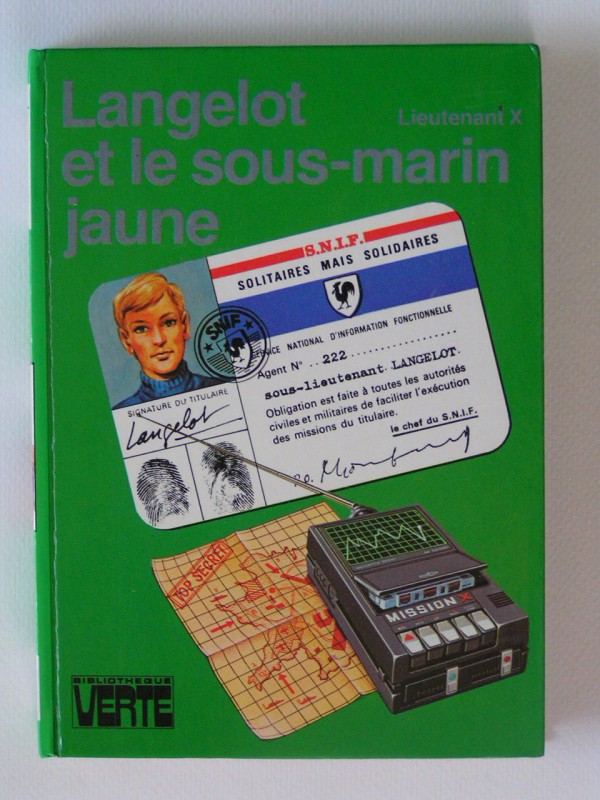 Langelot
Lieutenant X
et le sous-marin
jaune
S.N.I.F.
SOLITAIRES MAIS SOLIDAIRES
SNIF
SERVICE NATIONAL D'INFORMATION FONCTIONNELLE
Agent N° ..222..................
sous-lieutenant LANGELOT.
Obligation est faite à toutes les autorités
civiles et militaires de faciliter l'exécution
des missions du titulaire.
le chef du S.N.I.F.
SIGNATURE DU TITULAIRE
Langelot
TOP SECRET
MISSION X
BIBLIOTHEQUE
VERTE